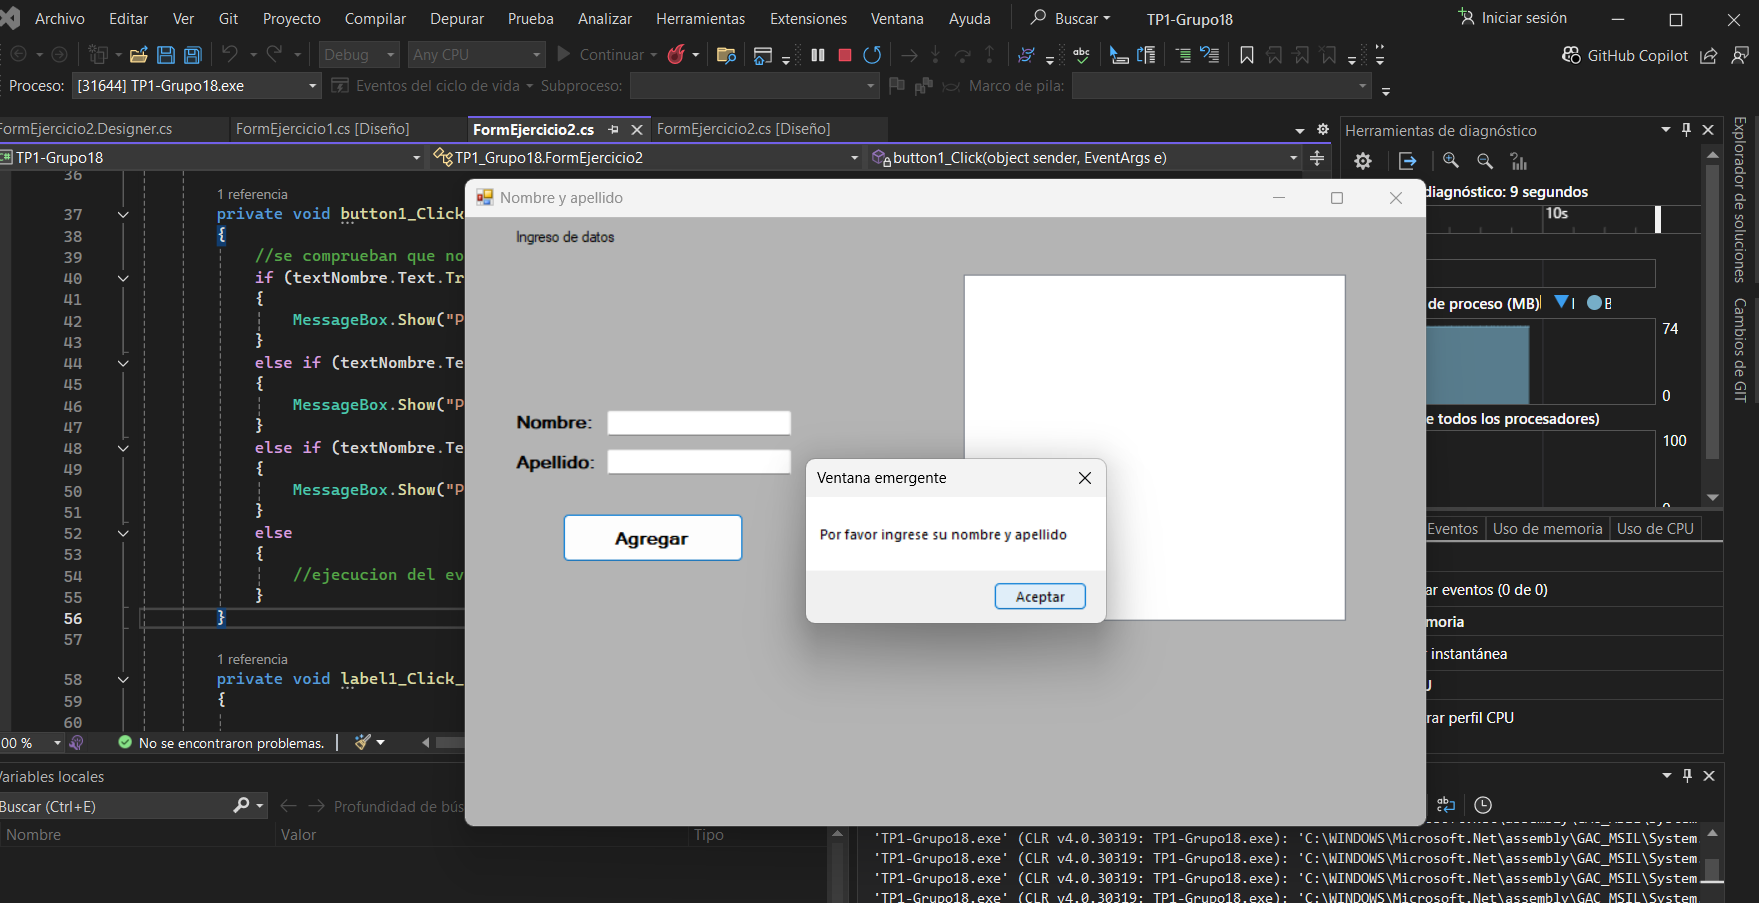 Archivo Editar Ver Git Proyecto Compilar Depurar Prueba Analizar Herramientas Extensiones Ventana Ayuda Buscar TP1-Grupo18 Iniciar sesión
Debug Any CPU Continuar GitHub Copilot
Proceso: [31644] TP1-Grupo18.exe Eventos del ciclo de vida Subproceso: Marco de pila:
FormEjercicio2.Designer.cs FormEjercicio1.cs [Diseño] FormEjercicio2.cs FormEjercicio2.cs [Diseño]
TP1-Grupo18 TP1_Grupo18.FormEjercicio2 button1_Click(object sender, EventArgs e)
36
1 referencia
37 private void button1_Click
38 {
39 //se comprueban que no
40 if (textNombre.Text.Tr
41 {
42 MessageBox.Show("P
43 }
44 else if (textNombre.Te
45 {
46 MessageBox.Show("P
47 }
48 else if (textNombre.Te
49 {
50 MessageBox.Show("P
51 }
52 else
53 {
54 //ejecucion del ev
55 }
56 }
57
1 referencia
58 private void label1_Click_
59 {
60
00 % No se encontraron problemas.
Nombre y apellido
Ingreso de datos
Nombre:
Apellido:
Agregar
Ventana emergente
Por favor ingrese su nombre y apellido
Aceptar
Herramientas de diagnóstico
diagnóstico: 9 segundos
10s
de proceso (MB)
74
0
e todos los procesadores)
100
0
Eventos Uso de memoria Uso de CPU
ar eventos (0 de 0)
moria
instantánea
U
rar perfil CPU
Explorador de soluciones
Cambios de GIT
Variables locales
Buscar (Ctrl+E) Profundidad de bús
Nombre Valor Tipo
'TP1-Grupo18.exe' (CLR v4.0.30319: TP1-Grupo18.exe): 'C:\WINDOWS\Microsoft.Net\assembly\GAC_MSIL\System.
'TP1-Grupo18.exe' (CLR v4.0.30319: TP1-Grupo18.exe): 'C:\WINDOWS\Microsoft.Net\assembly\GAC_MSIL\System
'TP1-Grupo18.exe' (CLR v4.0.30319: TP1-Grupo18.exe): 'C:\WINDOWS\Microsoft.Net\assembly\GAC_MSIL\System
'TP1-Grupo18.exe' (CLR v4.0.30319: TP1-Grupo18.exe): 'C:\WINDOWS\Microsoft.Net\assembly\GAC_MSIL\System